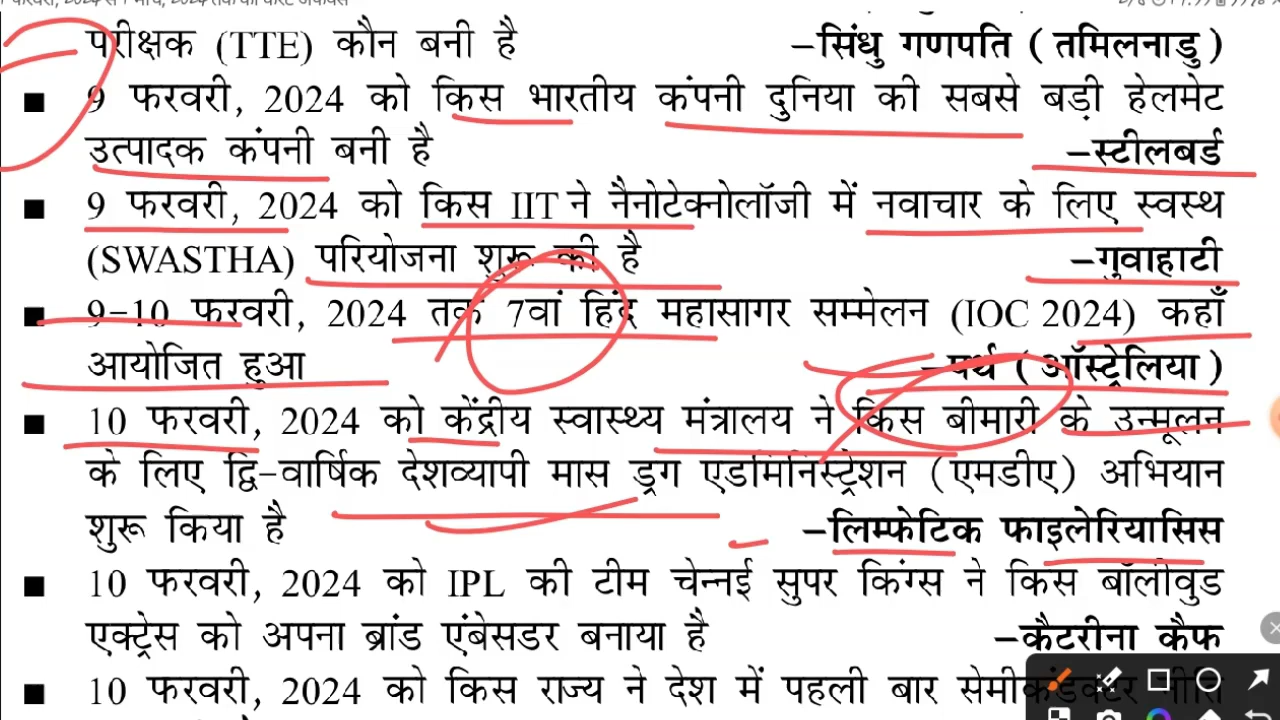 परीक्षक (TTE) कौन बनी है –सिंधु गणपति ( तमिलनाडु )
■ 9 फरवरी, 2024 को किस भारतीय कंपनी दुनिया की सबसे बड़ी हेलमेट
उत्पादक कंपनी बनी है –स्टीलबर्ड
■ 9 फरवरी, 2024 को किस IIT ने नैनोटेक्नोलॉजी में नवाचार के लिए स्वस्थ
(SWASTHA) परियोजना शुरू की है –गुवाहाटी
■ 9–10 फरवरी, 2024 तक 7वां हिंद महासागर सम्मेलन (IOC 2024) कहाँ
आयोजित हुआ –पर्थ ( ऑस्ट्रेलिया )
■ 10 फरवरी, 2024 को केंद्रीय स्वास्थ्य मंत्रालय ने किस बीमारी के उन्मूलन
के लिए द्वि-वार्षिक देशव्यापी मास ड्रग एडमिनिस्ट्रेशन (एमडीए) अभियान
शुरू किया है –लिम्फेटिक फाइलेरियासिस
■ 10 फरवरी, 2024 को IPL की टीम चेन्नई सुपर किंग्स ने किस बॉलीवुड
एक्ट्रेस को अपना ब्रांड एंबेसडर बनाया है –कैटरीना कैफ
■ 10 फरवरी, 2024 को किस राज्य ने देश में पहली बार सेमीकंडक्टर नीति